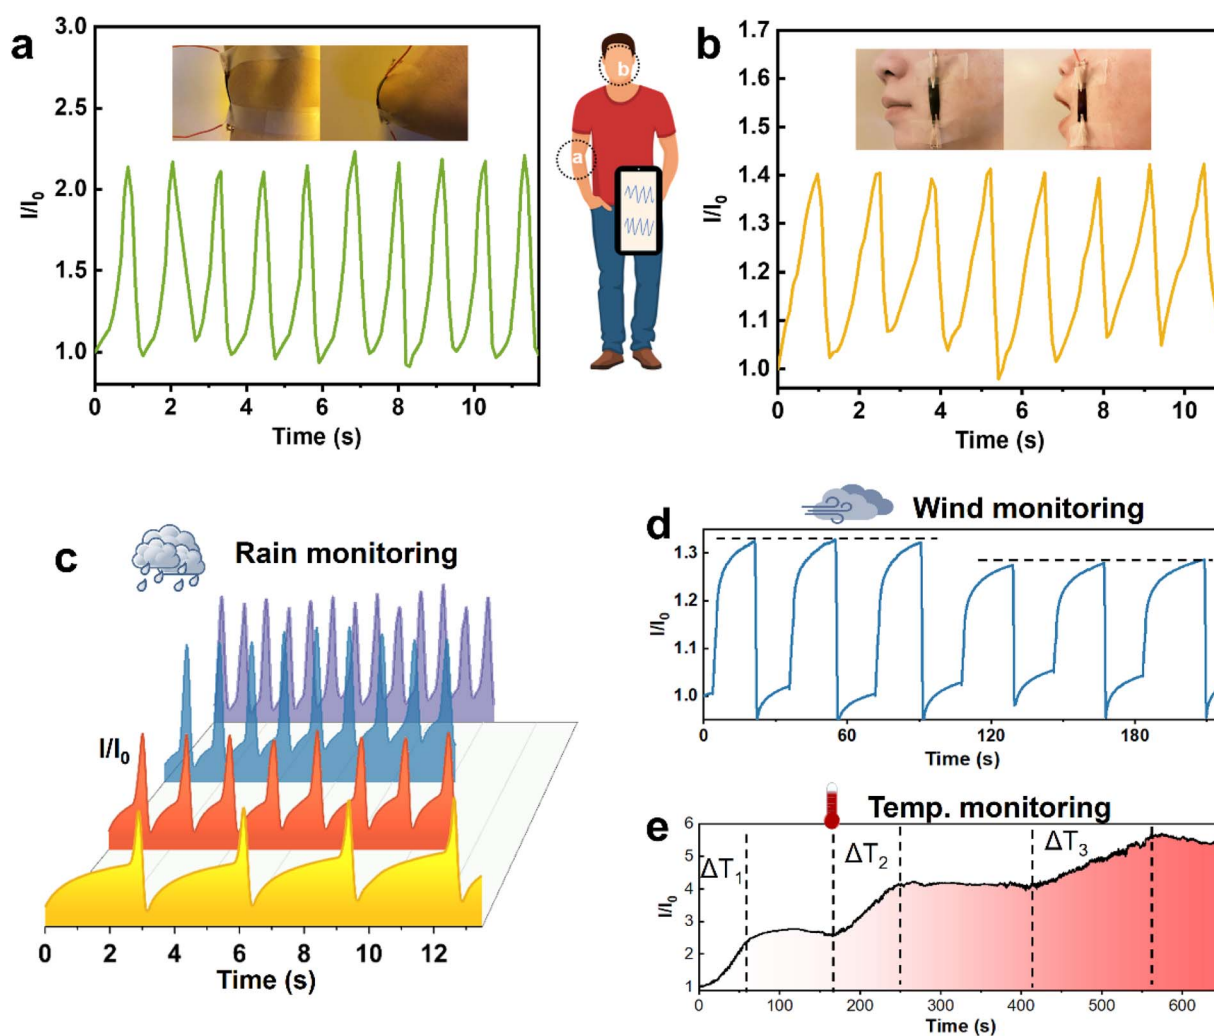 a
3.0
2.5
2.0
1.5
1.0
I/I0
0 2 4 6 8 10
Time (s)
b
a
b
1.7
1.6
1.5
1.4
1.3
1.2
1.1
1.0
I/I0
0 2 4 6 8 10
Time (s)
c
Rain monitoring
I/I0
0 2 4 6 8 10 12
Time (s)
d
Wind monitoring
1.3
1.2
1.1
1.0
I/I0
0 60 120 180
Time (s)
e
Temp. monitoring
6
5
4
3
2
1
I/I0
ΔT1
ΔT2
ΔT3
0 100 200 300 400 500 600
Time (s)